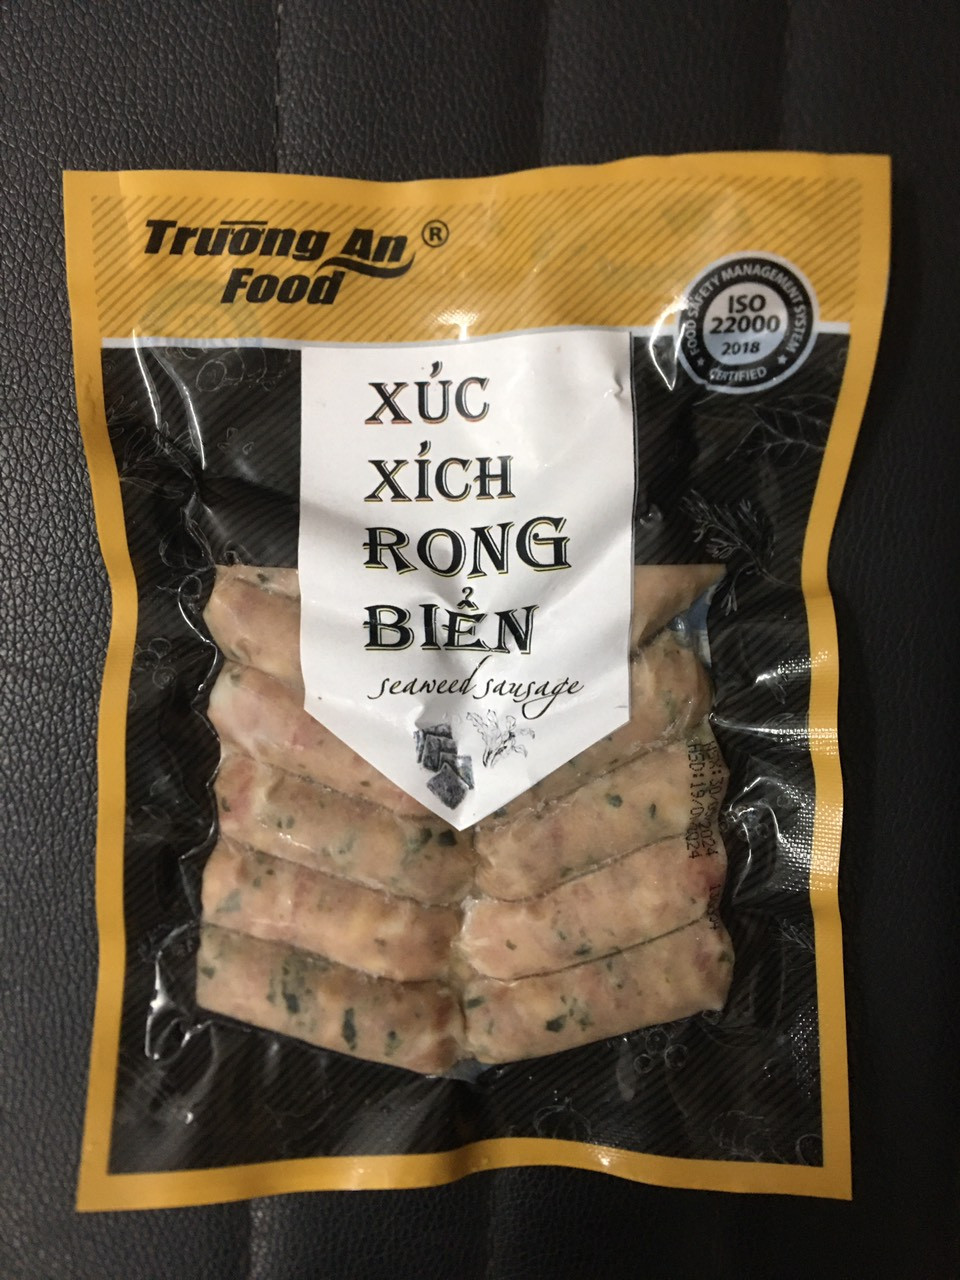 Trường An ®
Food
FOOD SAFETY MANAGEMENT SYSTEM
ISO
22000
2018
CERTIFIED
XÚC
XÍCH
RONG
BIỂN
seaweed sausage